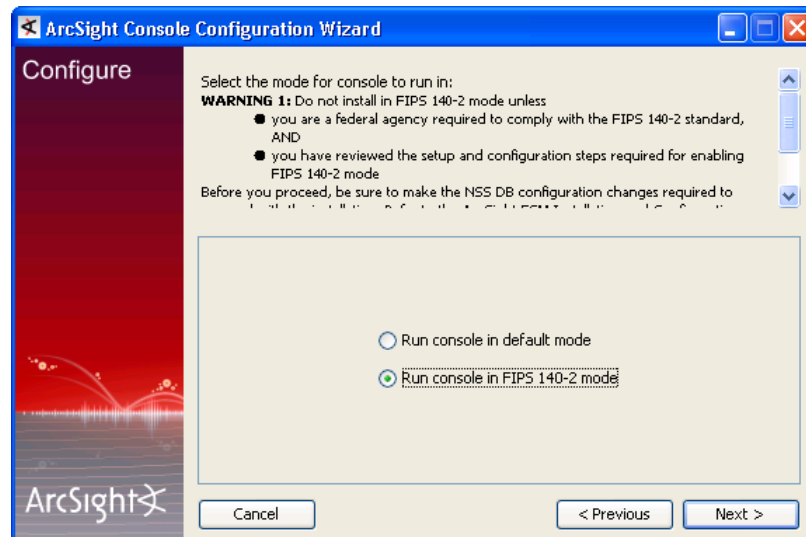 ArcSight Console Configuration Wizard
Configure
Select the mode for console to run in:
WARNING 1: Do not install in FIPS 140-2 mode unless
● you are a federal agency required to comply with the FIPS 140-2 standard,
AND
● you have reviewed the setup and configuration steps required for enabling
FIPS 140-2 mode
Before you proceed, be sure to make the NSS DB configuration changes required to
Run console in default mode
Run console in FIPS 140-2 mode
ArcSight
Cancel
< Previous
Next >